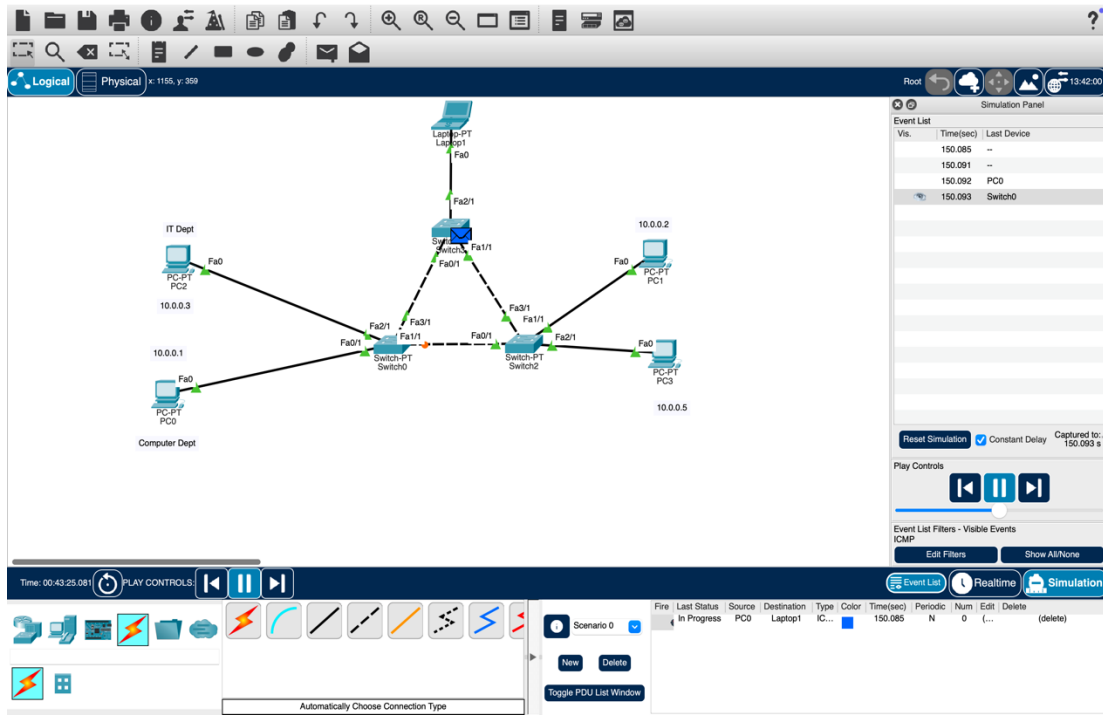 ?
Logical
Physical
x: 1155, y: 359
Root
13:42:00
Simulation Panel
Event List
Vis.
Time(sec)
Last Device
150.085
--
150.091
--
150.092
PC0
150.093
Switch0
Reset Simulation
Constant Delay
Captured to:
150.093 s
Play Controls
Event List Filters - Visible Events
ICMP
Edit Filters
Show All/None
Laptop-PT
Laptop1
Fa0
Fa2/1
Fa1/1
Fa0/1
IT Dept
Fa0
PC-PT
PC2
10.0.0.3
10.0.0.1
Fa0
PC-PT
PC0
Computer Dept
Fa2/1
Fa3/1
Fa0/1
Fa1/1
Switch-PT
Switch0
Fa3/1
Fa1/1
Fa0/1
Fa2/1
Switch-PT
Switch2
10.0.0.2
Fa0
PC-PT
PC1
Fa0
PC-PT
PC3
10.0.0.5
Time: 00:43:25.081
PLAY CONTROLS:
Event List
Realtime
Simulation
Automatically Choose Connection Type
Scenario 0
New
Delete
Toggle PDU List Window
Fire Last Status Source Destination Type Color Time(sec) Periodic Num Edit Delete
In Progress PC0 Laptop1 IC... 150.085 N 0 (... (delete)